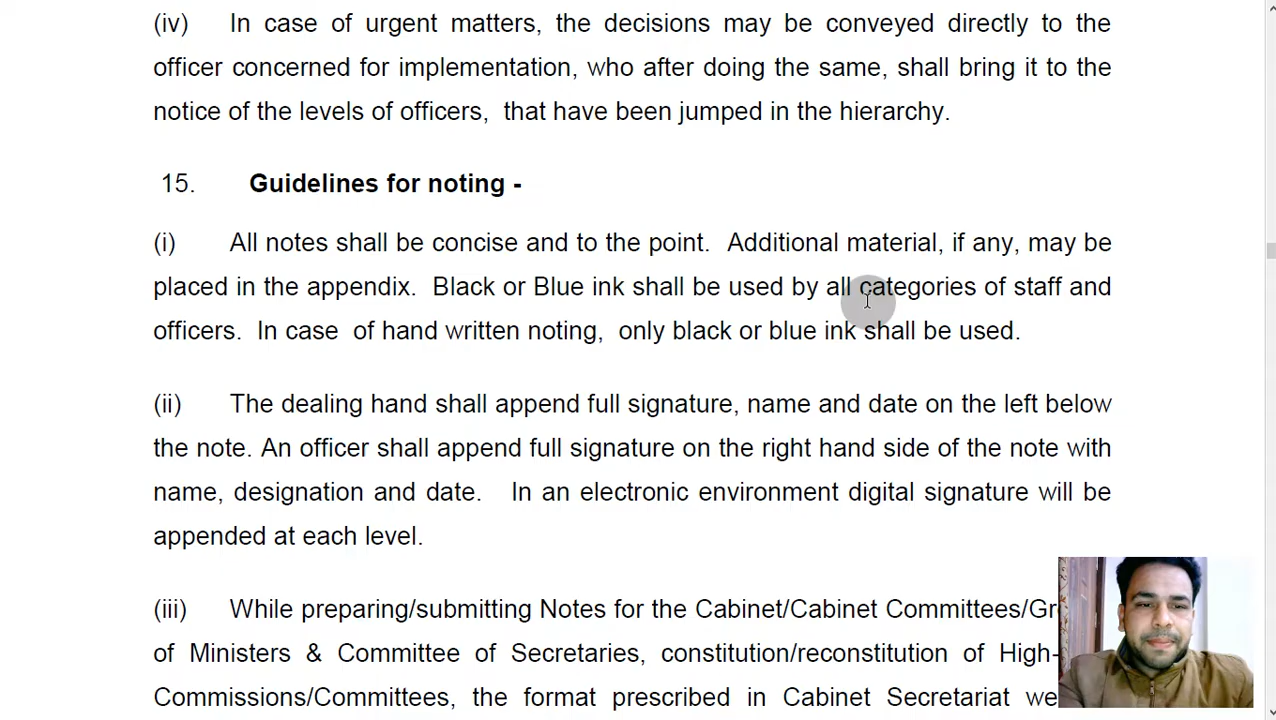 (iv) In case of urgent matters, the decisions may be conveyed directly to the
officer concerned for implementation, who after doing the same, shall bring it to the
notice of the levels of officers, that have been jumped in the hierarchy.
15. Guidelines for noting -
(i) All notes shall be concise and to the point. Additional material, if any, may be
placed in the appendix. Black or Blue ink shall be used by all categories of staff and
officers. In case of hand written noting, only black or blue ink shall be used.
(ii) The dealing hand shall append full signature, name and date on the left below
the note. An officer shall append full signature on the right hand side of the note with
name, designation and date. In an electronic environment digital signature will be
appended at each level.
(iii) While preparing/submitting Notes for the Cabinet/Cabinet Committees/
of Ministers & Committee of Secretaries, constitution/reconstitution of High-
Commissions/Committees, the format prescribed in Cabinet Secretariat